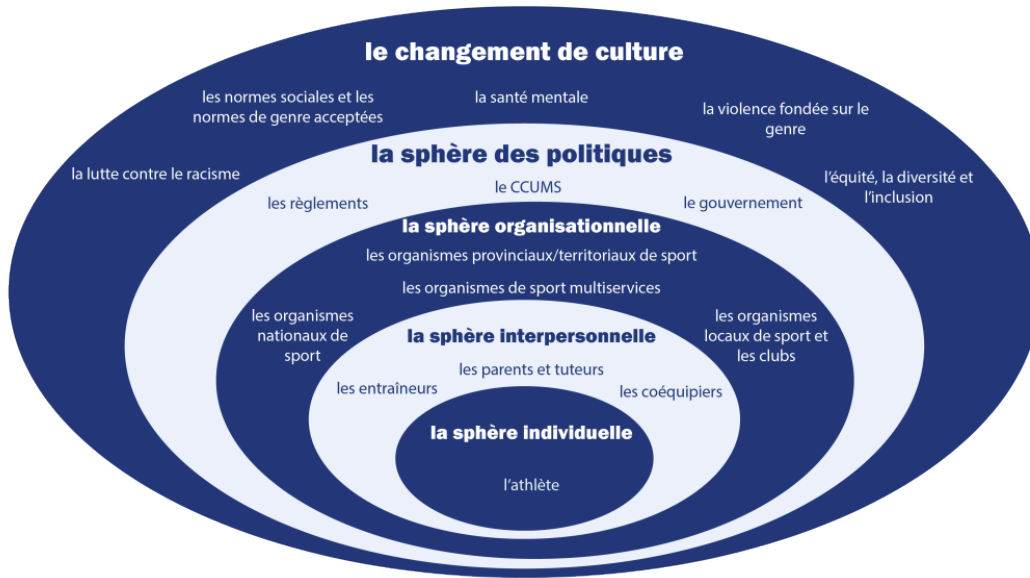 le changement de culture
les normes sociales et les
normes de genre acceptées
la santé mentale
la violence fondée sur le
genre
la lutte contre le racisme
l'équité, la diversité et
l'inclusion
la sphère des politiques
les règlements
le CCUMS
le gouvernement
la sphère organisationnelle
les organismes provinciaux/territoriaux de sport
les organismes de sport multiservices
les organismes
nationaux de
sport
les organismes
locaux de sport et
les clubs
la sphère interpersonnelle
les entraîneurs
les parents et tuteurs
les coéquipiers
la sphère individuelle
l'athlète